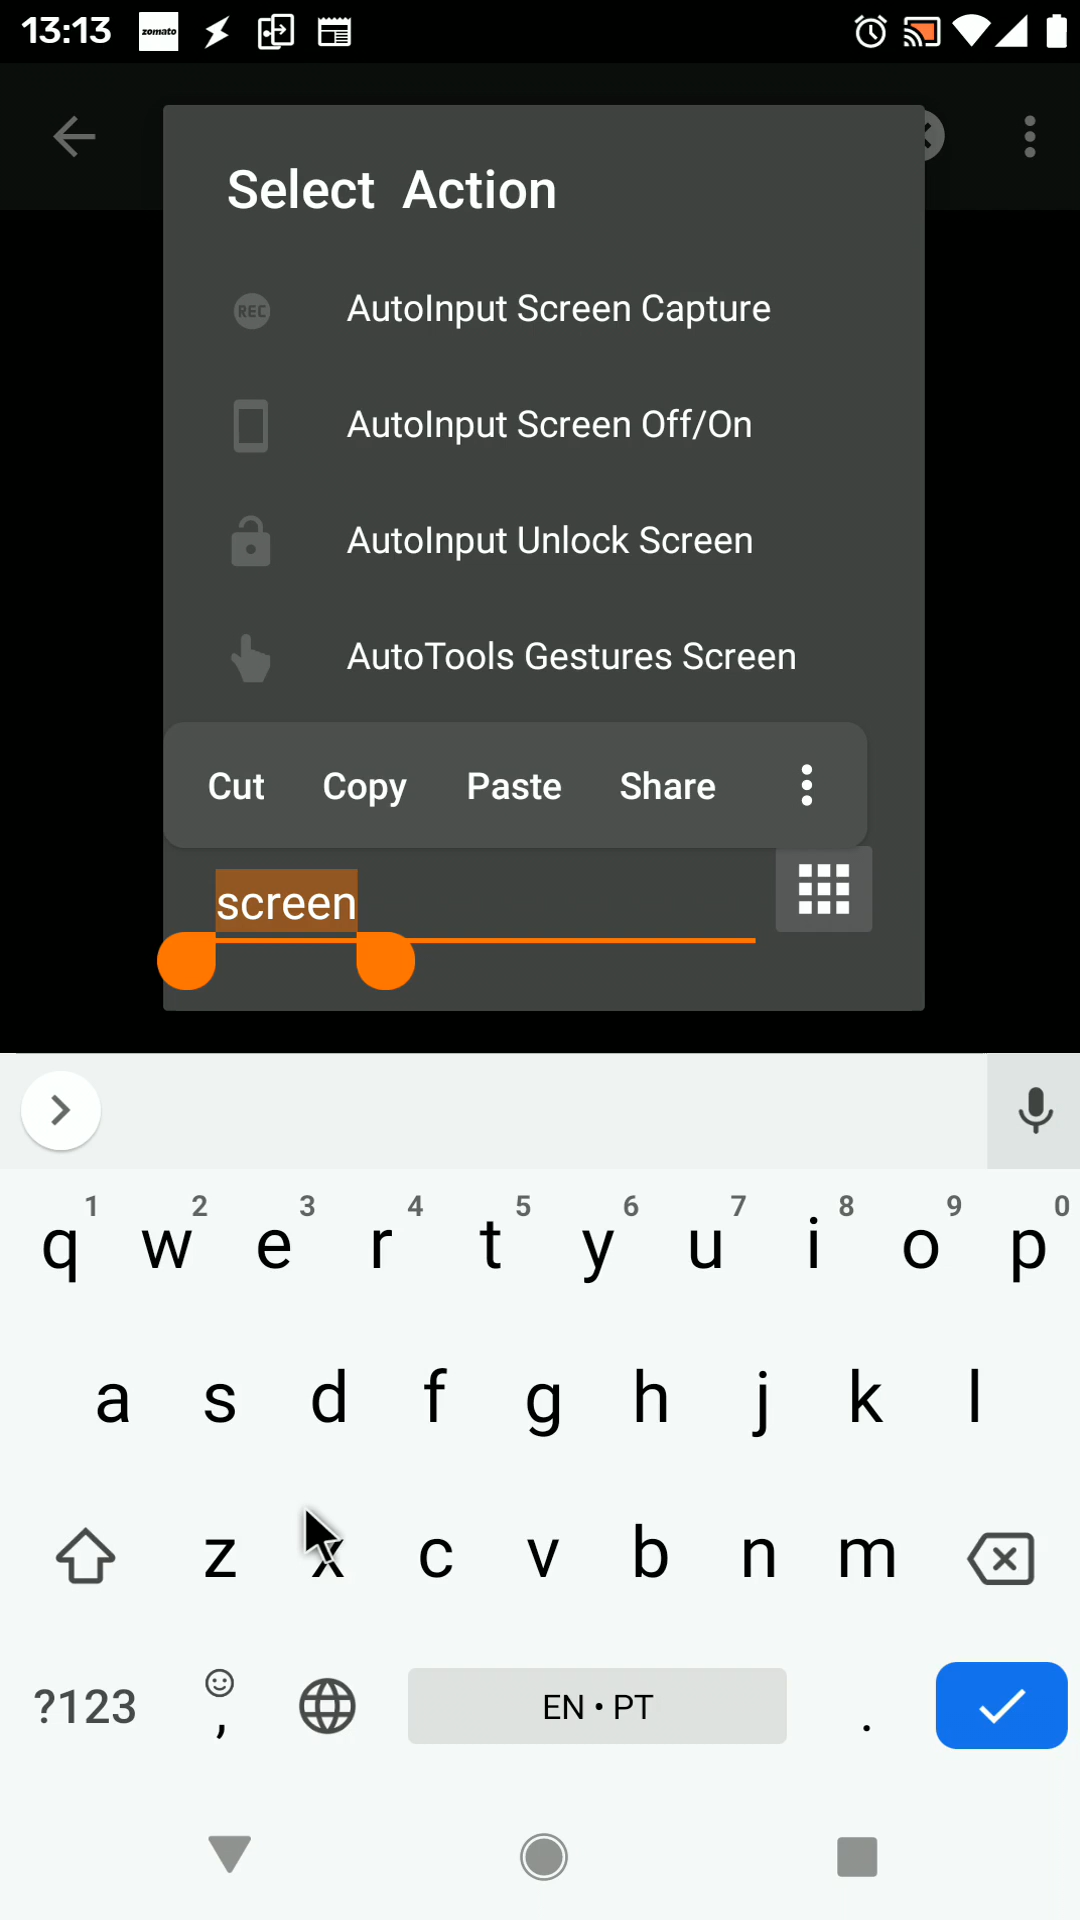 13:13
zomato
Select Action
REC AutoInput Screen Capture
AutoInput Screen Off/On
AutoInput Unlock Screen
AutoTools Gestures Screen
Cut Copy Paste Share
screen
1 2 3 4 5 6 7 8 9 0
q w e r t y u i o p
a s d f g h j k l
z x c v b n m
?123 , EN • PT .